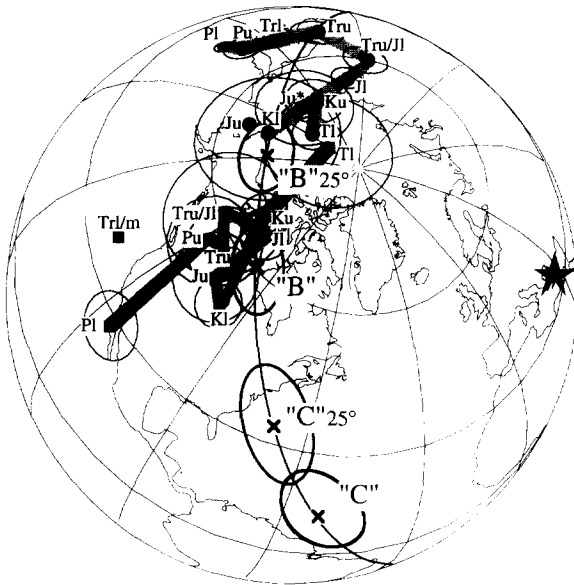 Pl Pu Trl Tru
Tru/Jl
Jl
Ju*
Ku
Ju Kl
Tl
Tl
"B"25°
Tru/Jl
Ku
Trl/m
Pu
Jl
Tru
Ju
"B"
Kl
Pl
"C"25°
"C"